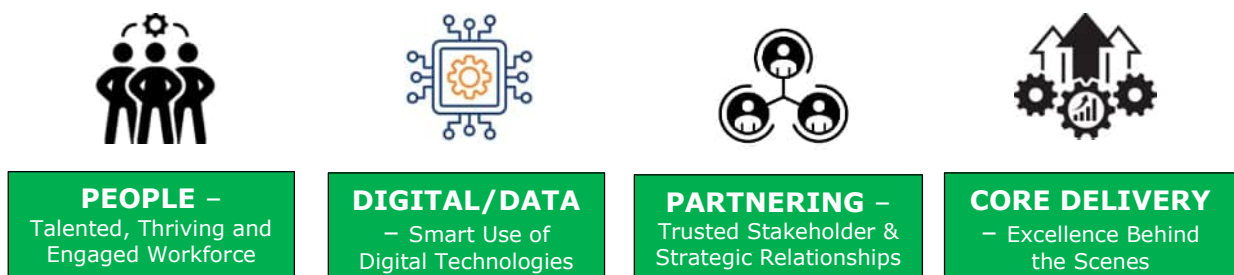 PEOPLE –
Talented, Thriving and
Engaged Workforce
DIGITAL/DATA
– Smart Use of
Digital Technologies
PARTNERING –
Trusted Stakeholder &
Strategic Relationships
CORE DELIVERY
– Excellence Behind
the Scenes